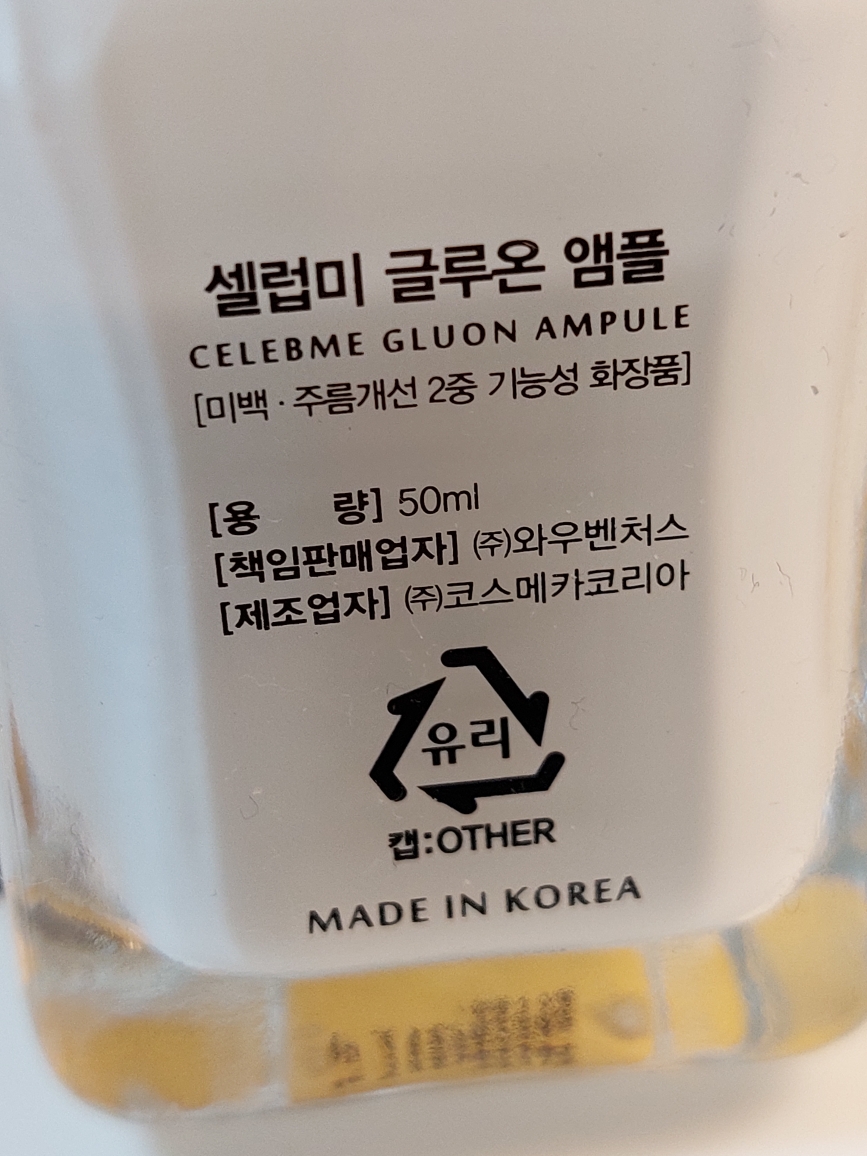 셀럽미 글루온 앰플
CELEBME GLUON AMPULE
[미백 · 주름개선 2중 기능성 화장품]
[용 량] 50ml
[책임판매업자] ㈜와우벤처스
[제조업자] ㈜코스메카코리아
유리
캡:OTHER
MADE IN KOREA